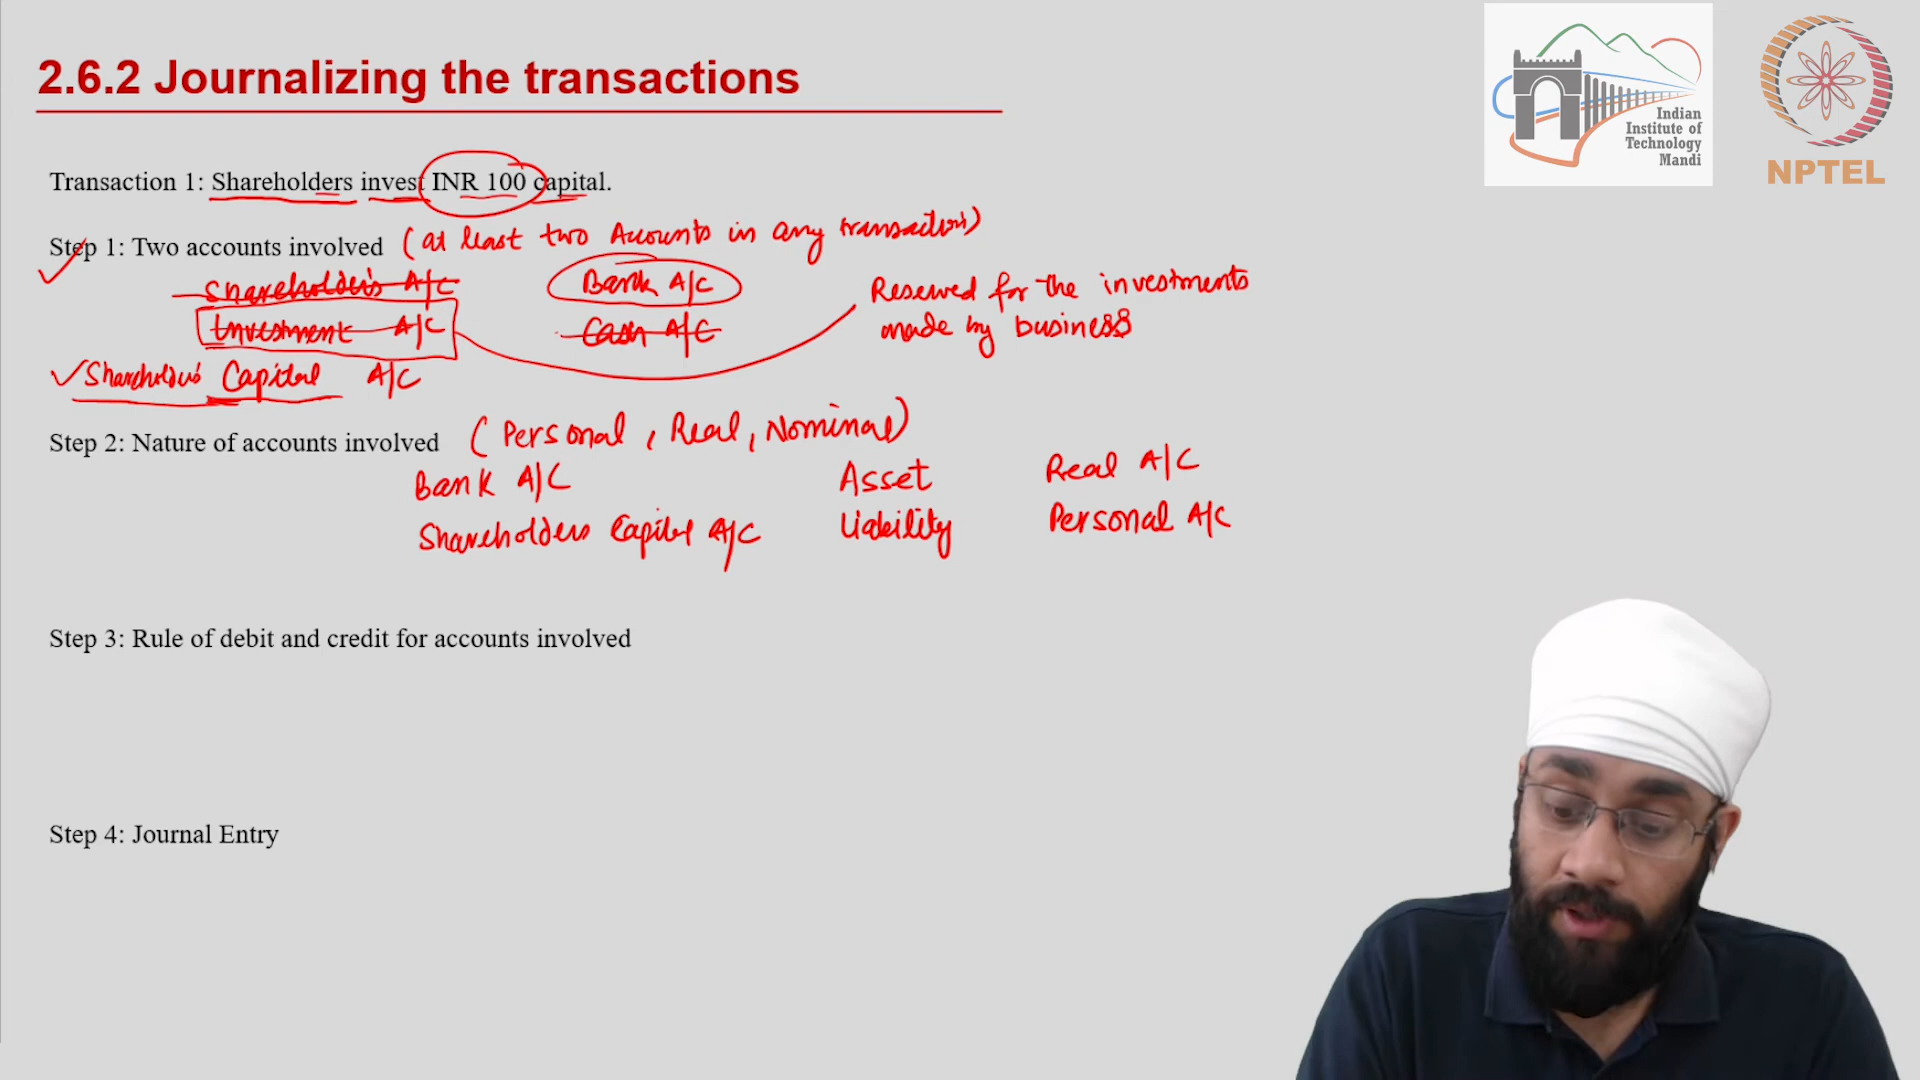 2.6.2 Journalizing the transactions
Indian
Institute of
Technology
Mandi
NPTEL
Transaction 1: Shareholders invest INR 100 capital.
Step 1: Two accounts involved (at least two Accounts in any transaction)
Shareholder's A/C Bank A/C
Investment A/C Cash A/C
Reserved for the investments
made by business
Shareholders' Capital A/C
Step 2: Nature of accounts involved (Personal, Real, Nominal)
Bank A/C Asset Real A/C
Shareholders Capital A/C Liability Personal A/C
Step 3: Rule of debit and credit for accounts involved
Step 4: Journal Entry